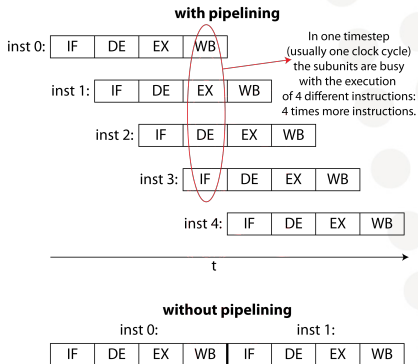 with pipelining
inst 0: IF DE EX WB
In one timestep
(usually one clock cycle)
the subunits are busy
with the execution
of 4 different instructions:
4 times more instructions.
inst 1: IF DE EX WB
inst 2: IF DE EX WB
inst 3: IF DE EX WB
inst 4: IF DE EX WB
t
without pipelining
inst 0: inst 1:
IF DE EX WB IF DE EX WB